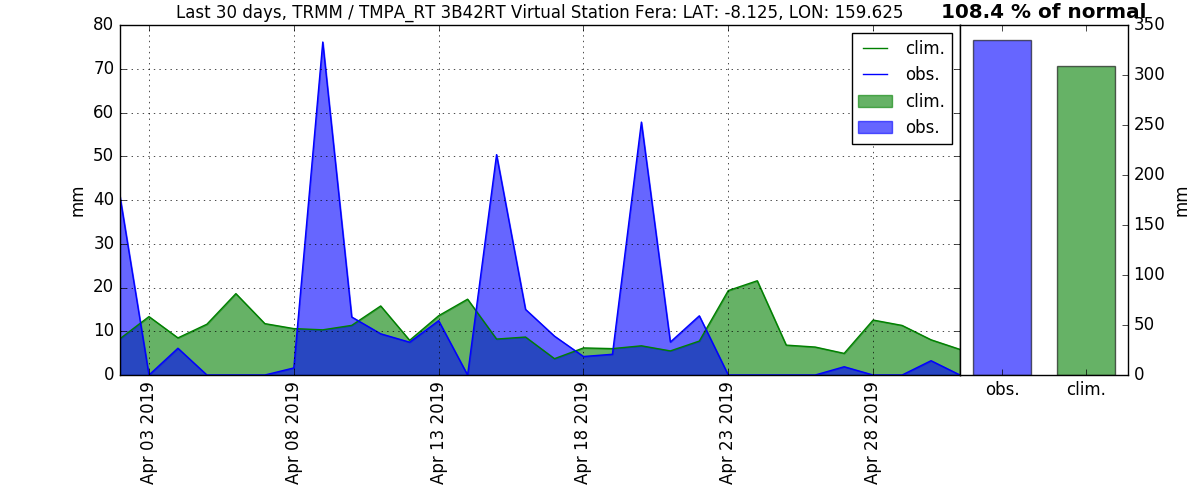 Last 30 days, TRMM / TMPA_RT 3B42RT Virtual Station Fera: LAT: -8.125, LON: 159.625
108.4 % of normal
80
70
60
50
40
30
20
10
0
mm
clim.
obs.
clim.
obs.
Apr 03 2019
Apr 08 2019
Apr 13 2019
Apr 18 2019
Apr 23 2019
Apr 28 2019
350
300
250
200
150
100
50
0
mm
obs.
clim.